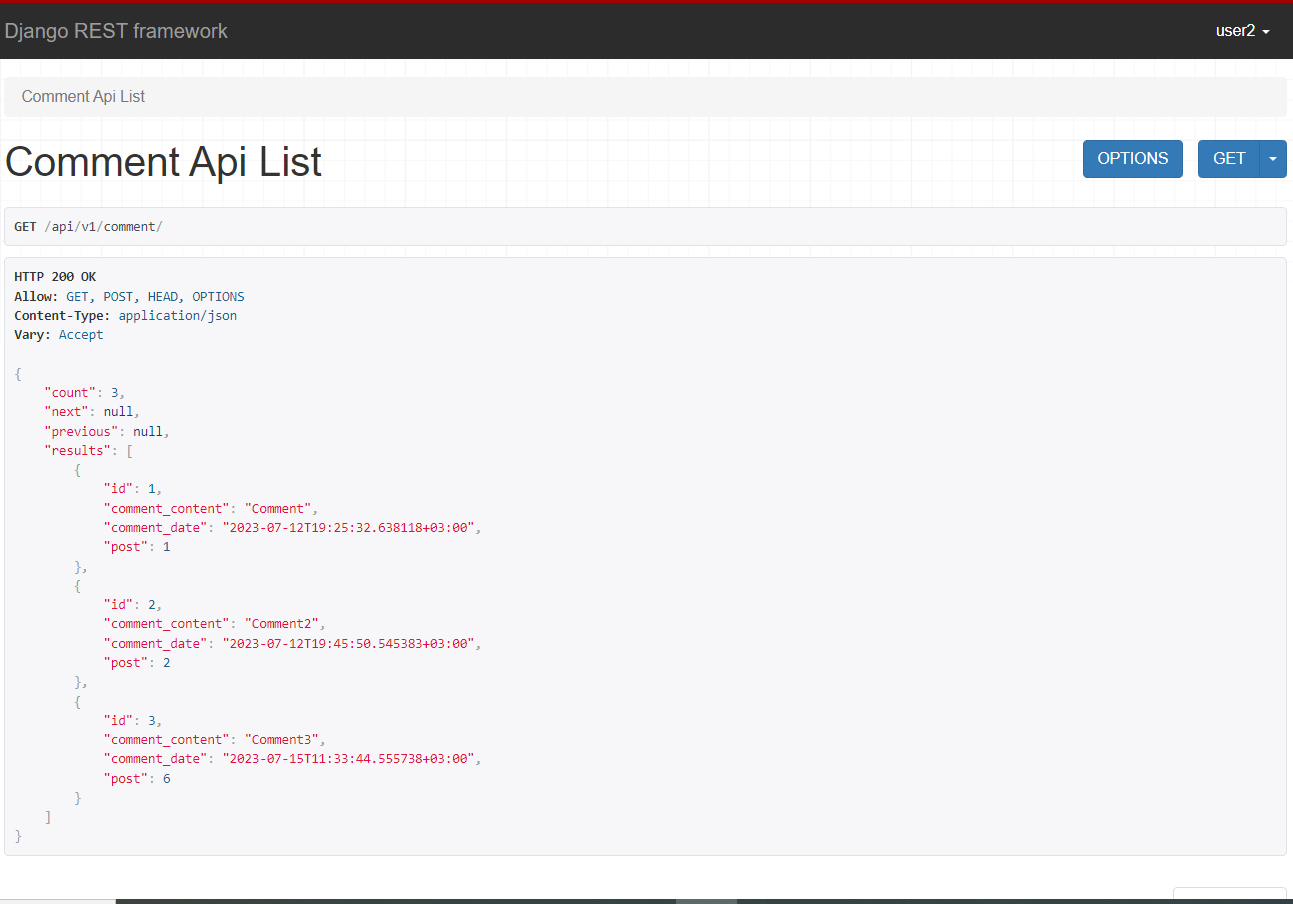 Django REST framework
user2
Comment Api List
Comment Api List
OPTIONS
GET
GET /api/v1/comment/
HTTP 200 OK
Allow: GET, POST, HEAD, OPTIONS
Content-Type: application/json
Vary: Accept
{
    "count": 3,
    "next": null,
    "previous": null,
    "results": [
        {
            "id": 1,
            "comment_content": "Comment",
            "comment_date": "2023-07-12T19:25:32.638118+03:00",
            "post": 1
        },
        {
            "id": 2,
            "comment_content": "Comment2",
            "comment_date": "2023-07-12T19:45:50.545383+03:00",
            "post": 2
        },
        {
            "id": 3,
            "comment_content": "Comment3",
            "comment_date": "2023-07-15T11:33:44.555738+03:00",
            "post": 6
        }
    ]
}